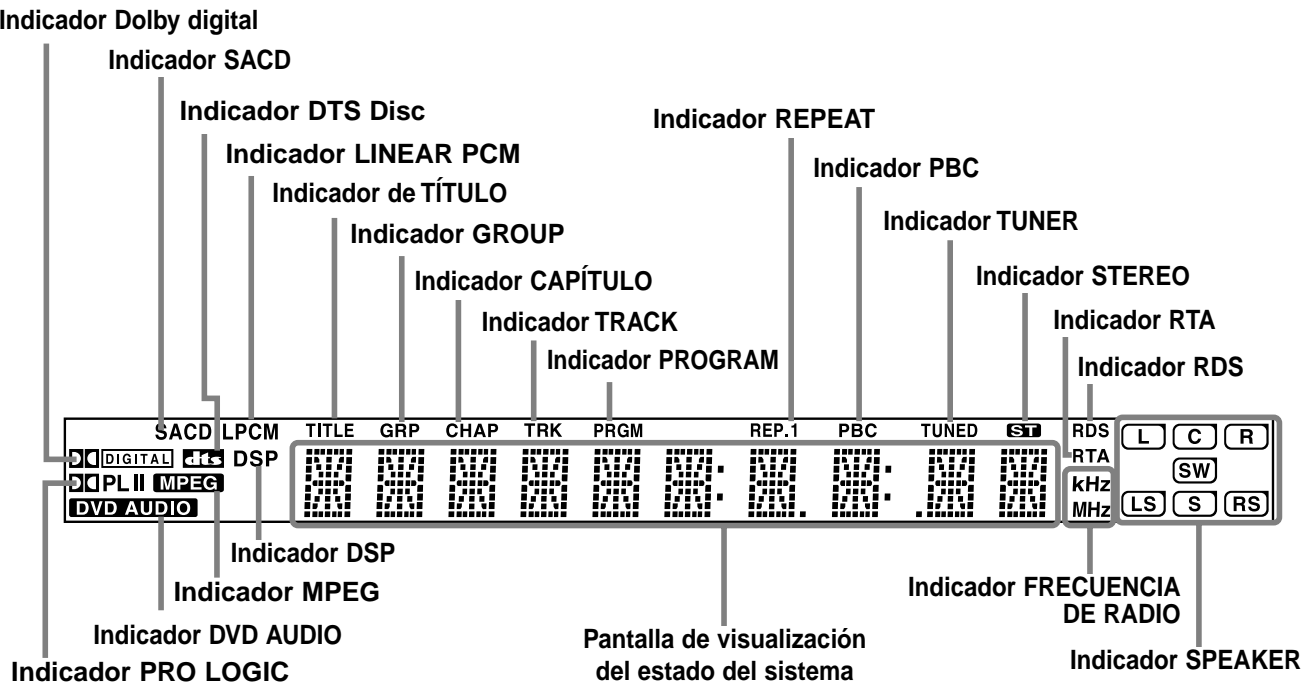 Indicador Dolby digital
Indicador SACD
Indicador DTS Disc
Indicador LINEAR PCM
Indicador de TÍTULO
Indicador GROUP
Indicador CAPÍTULO
Indicador TRACK
Indicador PROGRAM
Indicador REPEAT
Indicador PBC
Indicador TUNER
Indicador STEREO
Indicador RTA
Indicador RDS
SACD LPCM TITLE GRP CHAP TRK PRGM REP.1 PBC TUNED ST RDS
DIGITAL dts DSP RTA
PL II MPEG kHz
DVD AUDIO MHz
L C R
SW
LS S RS
Indicador DSP
Indicador MPEG
Indicador DVD AUDIO
Indicador PRO LOGIC
Pantalla de visualización
del estado del sistema
Indicador FRECUENCIA
DE RADIO
Indicador SPEAKER